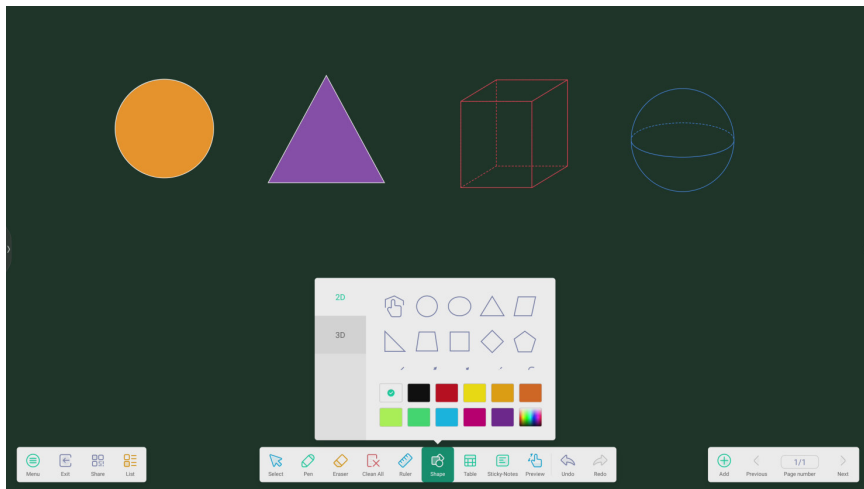 2D
3D
Menu Exit Share List
Select Pen Eraser Clean All Ruler Shape Table Sticky-Notes Preview Undo Redo
Add Previous 1/1 Page number Next